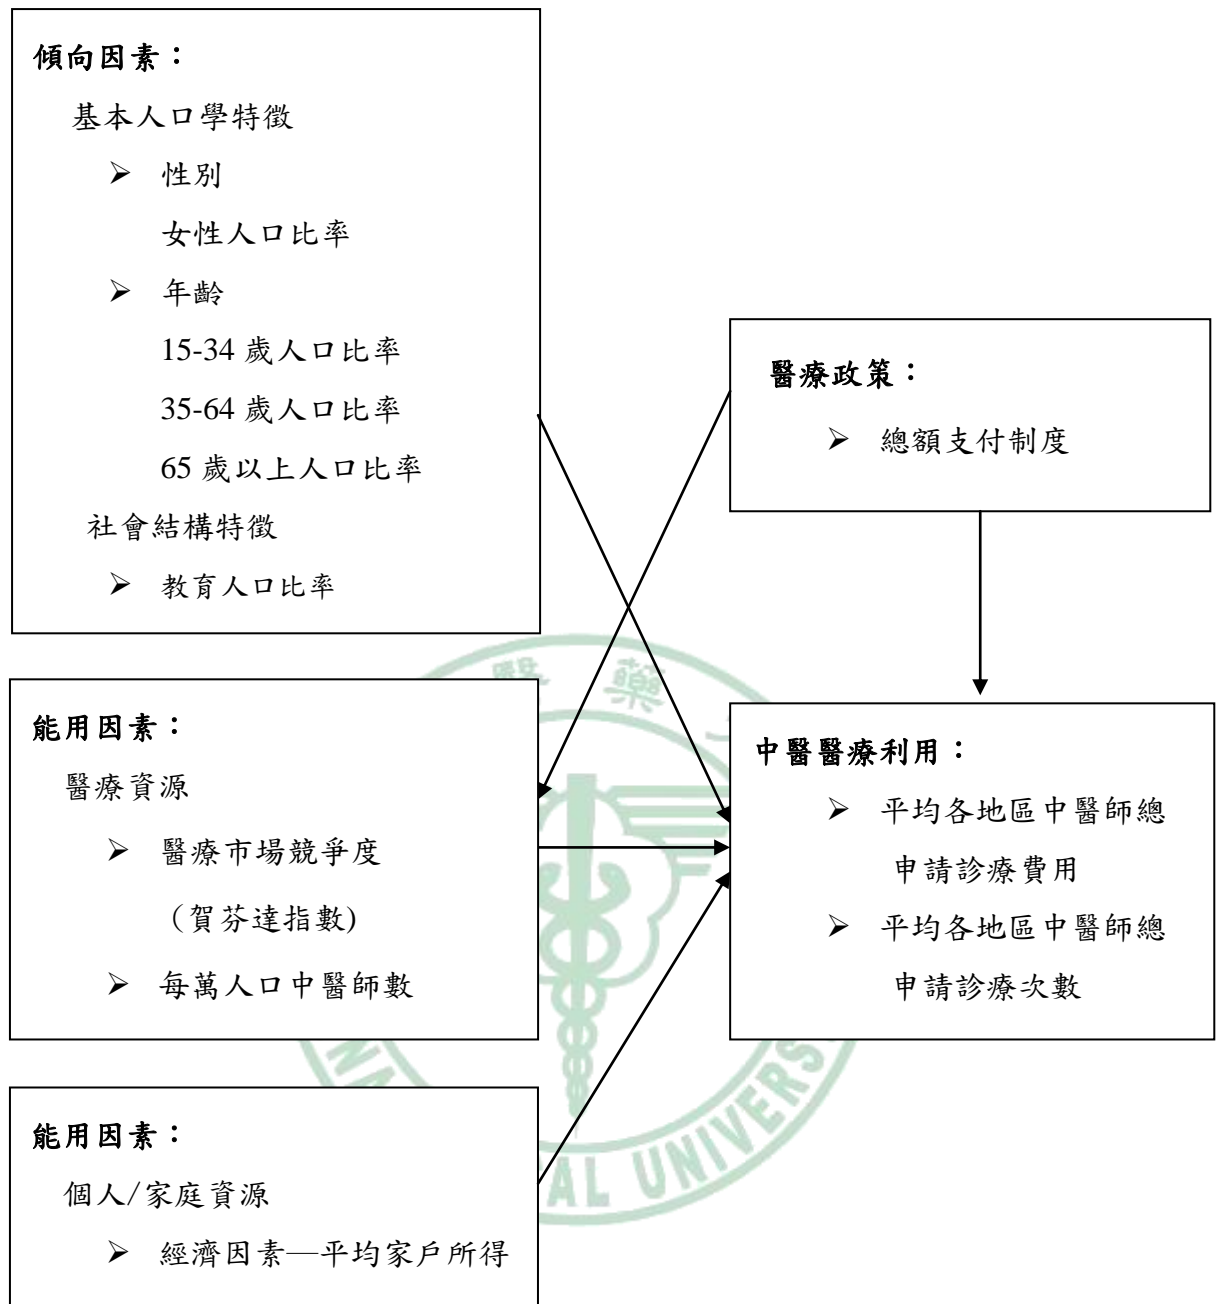 傾向因素：
基本人口學特徵
➢ 性別
女性人口比率
➢ 年齡
15-34 歲人口比率
35-64 歲人口比率
65 歲以上人口比率
社會結構特徵
➢ 教育人口比率
醫療政策：
➢ 總額支付制度
能用因素：
醫療資源
➢ 醫療市場競爭度
（賀芬達指數)
➢ 每萬人口中醫師數
中醫醫療利用：
➢ 平均各地區中醫師總
申請診療費用
➢ 平均各地區中醫師總
申請診療次數
能用因素：
個人/家庭資源
➢ 經濟因素—平均家戶所得
醫 藥
AL UNIVERS